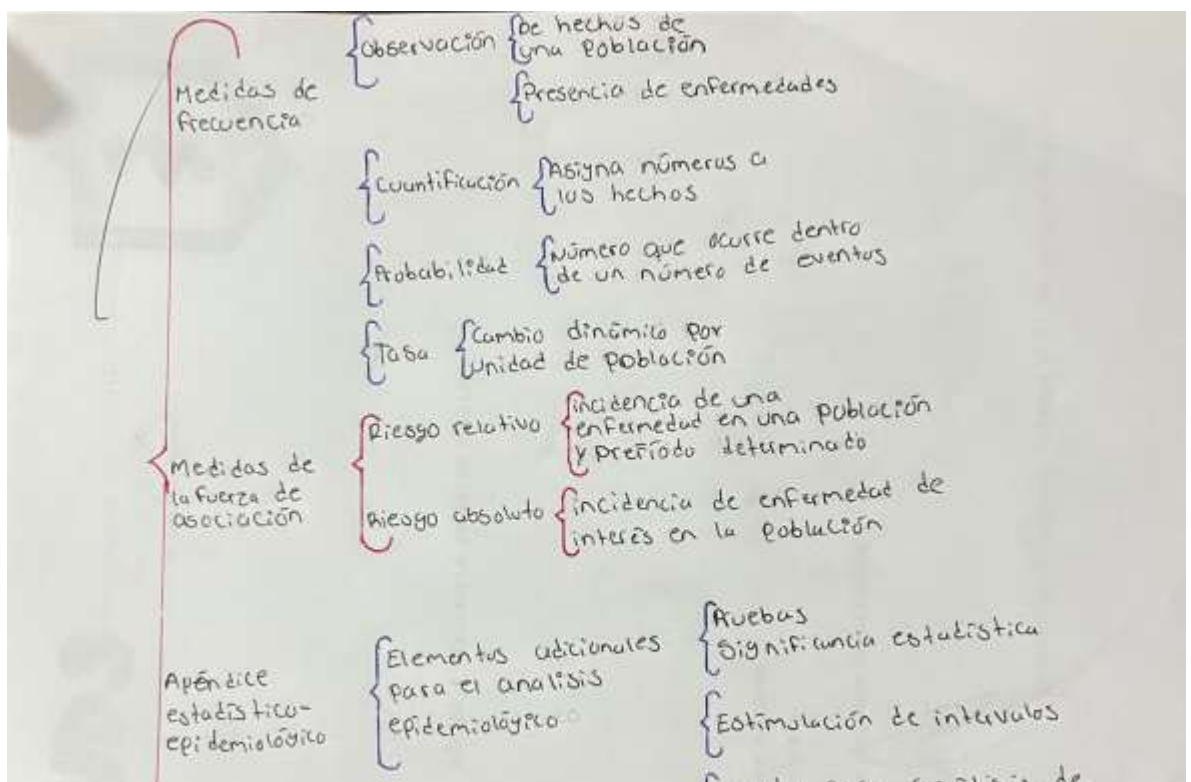 Medidas de
frecuencia
Observación
De hechos de
una Población
Presencia de enfermedades
Cuantificación
Asigna números a
los hechos
Probabilidad
Número que ocurre dentro
de un número de eventos
Tasa
Cambio dinámico por
Unidad de Población
Medidas de
la fuerza de
asociación
Riesgo relativo
incidencia de una
enfermedad en una población
y preríodo determinado
Riesgo absoluto
incidencia de enfermedad de
interés en la Población
Apéndice
estadístico-
epidemiológico
Elementos adicionales
para el analisis
epidemiológico
Pruebas
Significancia estadística
Estimulación de intervalos